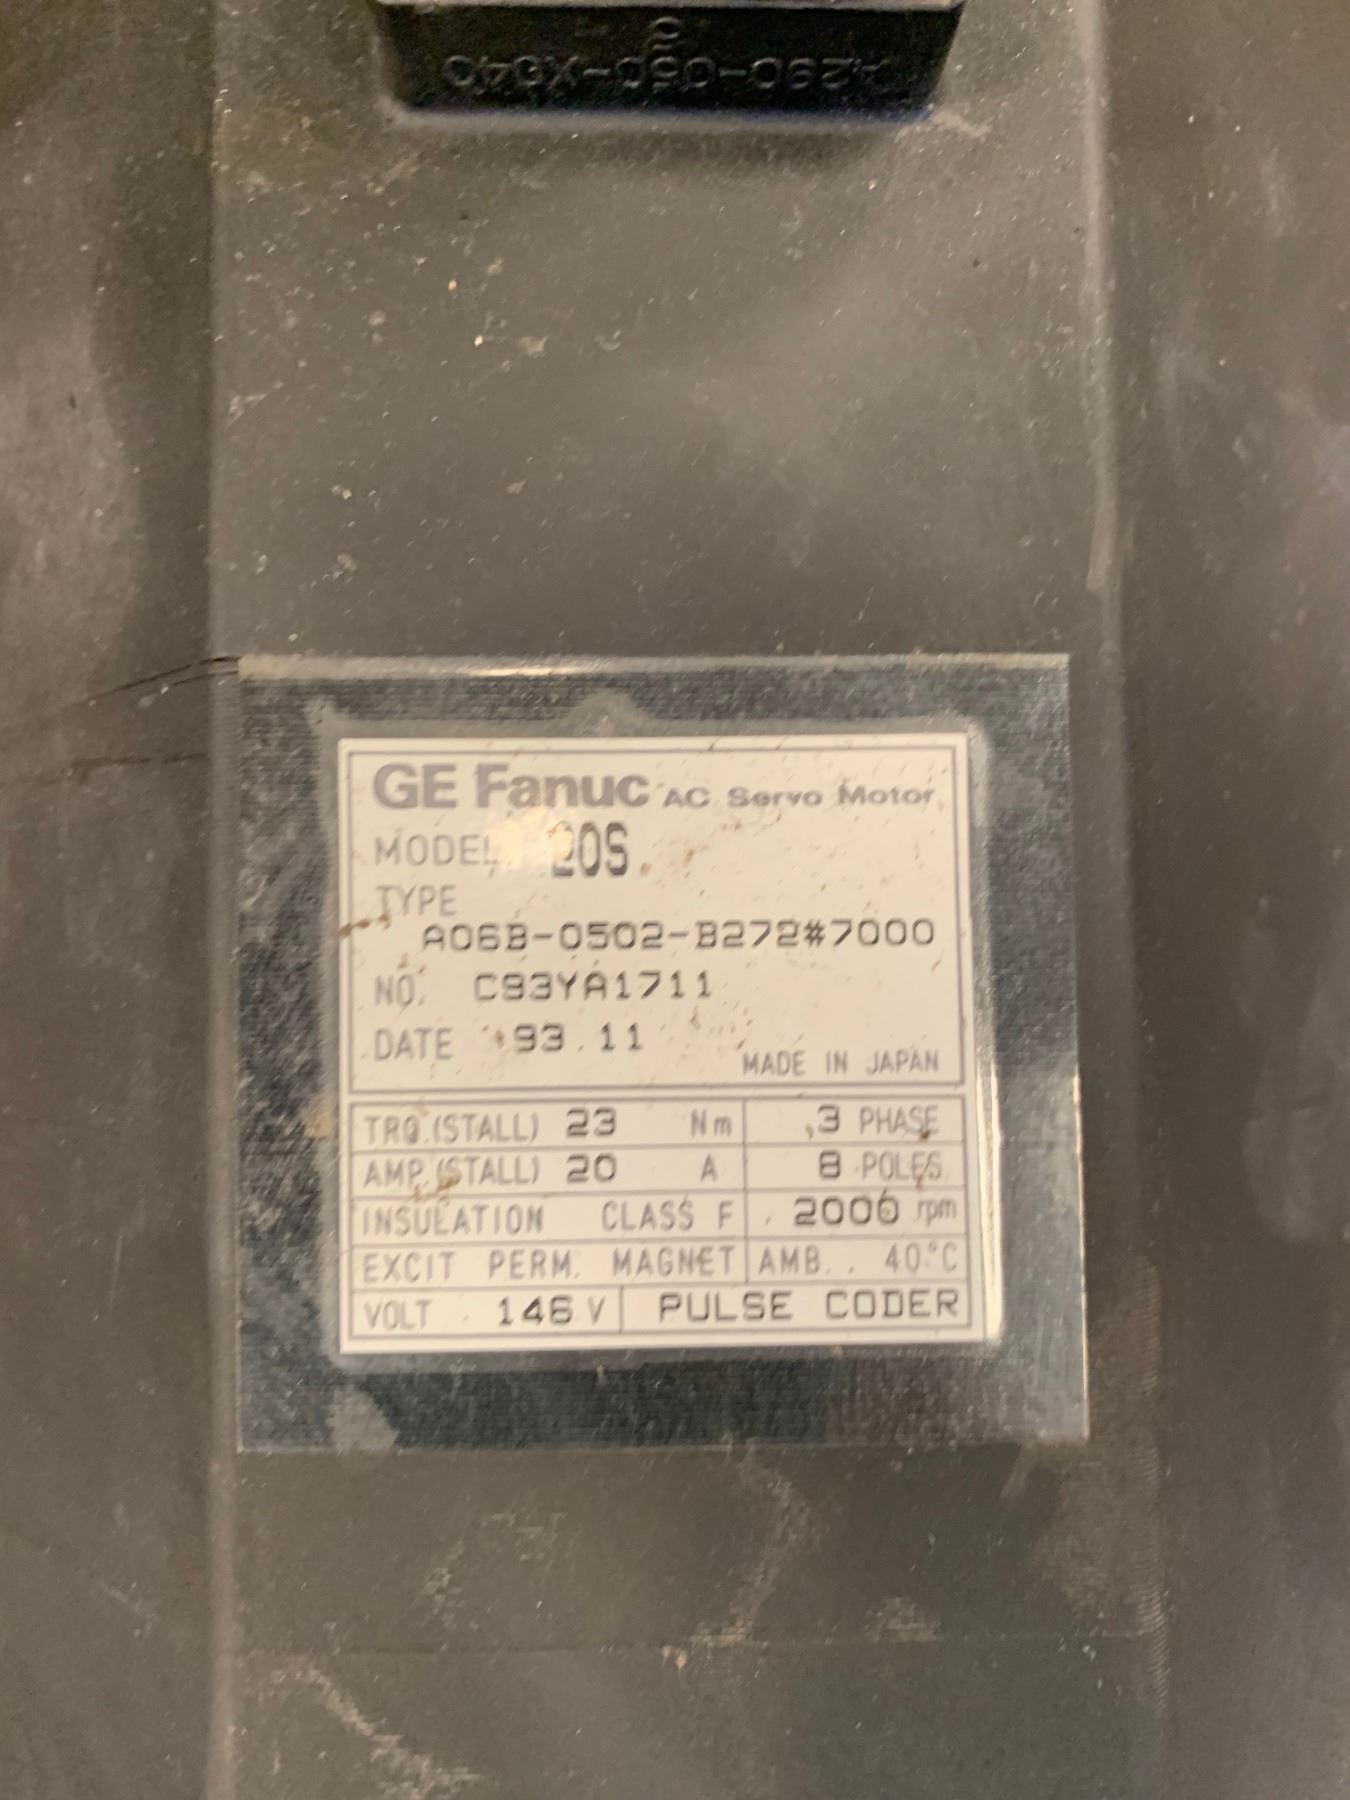 A290-0501-X040
GE Fanuc AC Servo Motor
MODEL 20S
TYPE
A06B-0502-B272#7000
NO. C93YA1711
DATE '93.11
MADE IN JAPAN
TRQ.(STALL) 23 Nm 3 PHASE
AMP.(STALL) 20 A 8 POLES
INSULATION CLASS F 2000 rpm
EXCIT PERM. MAGNET AMB. 40°C
VOLT 146 V PULSE CODER